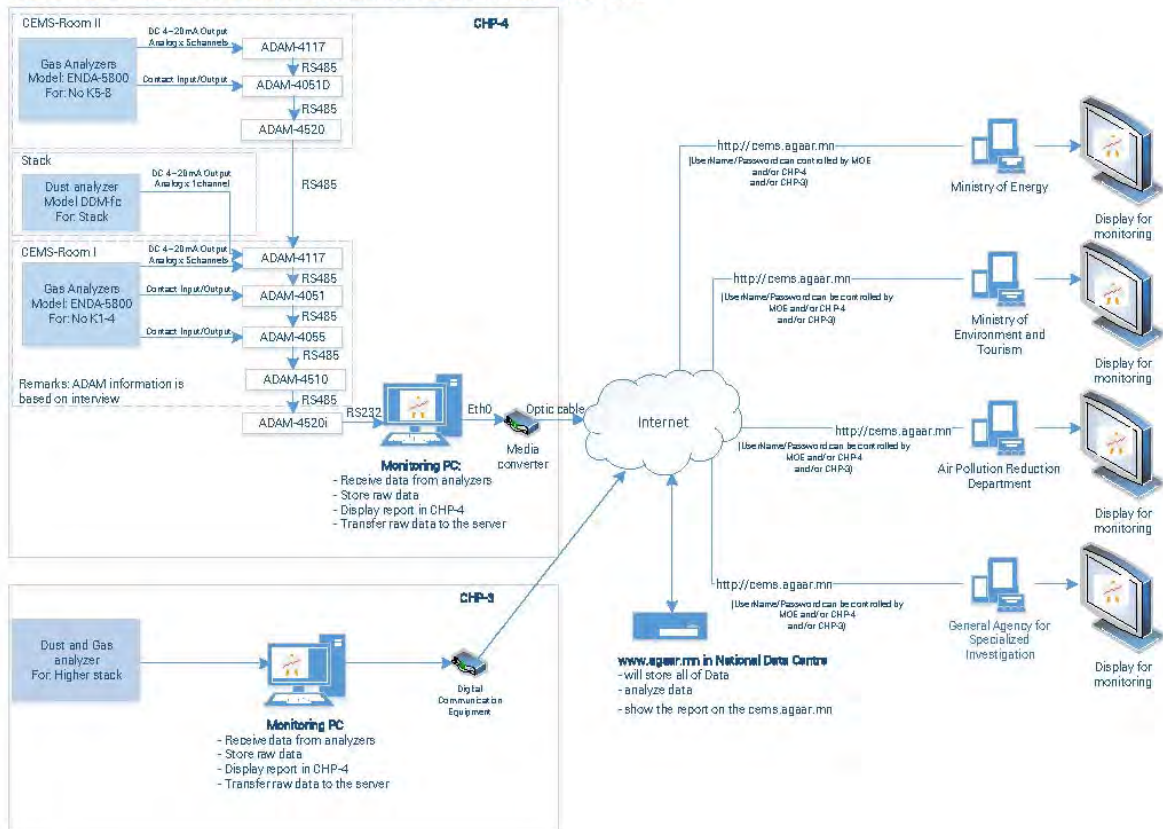 CHP-4
CEMS-Room II
Gas Analyzers
Model: ENDA-5800
For: No K5-8
DC 4-20mA Output
Analog x 5channels
Contact Input/Output
ADAM-4117
RS485
ADAM-4051D
RS485
ADAM-4520
RS485
Stack
Dust analyzer
Model DDM-fc
For: Stack
DC 4-20mA Output
Analog x 1channel
CEMS-Room I
Gas Analyzers
Model: ENDA-5800
For: No K1-4
DC 4-20mA Output
Analog x 5channels
Contact Input/Output
Contact Input/Output
ADAM-4117
RS485
ADAM-4051
RS485
ADAM-4055
RS485
ADAM-4510
RS485
ADAM-4520i
Remarks: ADAM information is
based on interview
RS232
Eth0
Optic cable
Media
converter
Monitoring PC:
- Receive data from analyzers
- Store raw data
- Display report in CHP-4
- Transfer raw data to the server
CHP-3
Dust and Gas
analyzer
For: Higher stack
Monitoring PC
- Receive data from analyzers
- Store raw data
- Display report in CHP-4
- Transfer raw data to the server
Digital
Communication
Equipment
Internet
www.agaar.mn in National Data Centre
- will store all of Data
- analyze data
- show the report on the cems.agaar.mn
http://cems.agaar.mn
(UserName/Password can controlled by MOE
and/or CHP-4
and/or CHP-3)
Ministry of Energy
Display for
monitoring
http://cems.agaar.mn
(UserName/Password can be controlled by
MOE and/or CHP-4
and/or CHP-3)
Ministry of
Environment and
Tourism
Display for
monitoring
http://cems.agaar.mn
(UserName/Password can be controlled by
MOE and/or CHP-4
and/or CHP-3)
Air Pollution Reduction
Department
Display for
monitoring
http://cems.agaar.mn
(UserName/Password can be controlled by
MOE and/or CHP-4
and/or CHP-3)
General Agency for
Specialized
Investigation
Display for
monitoring